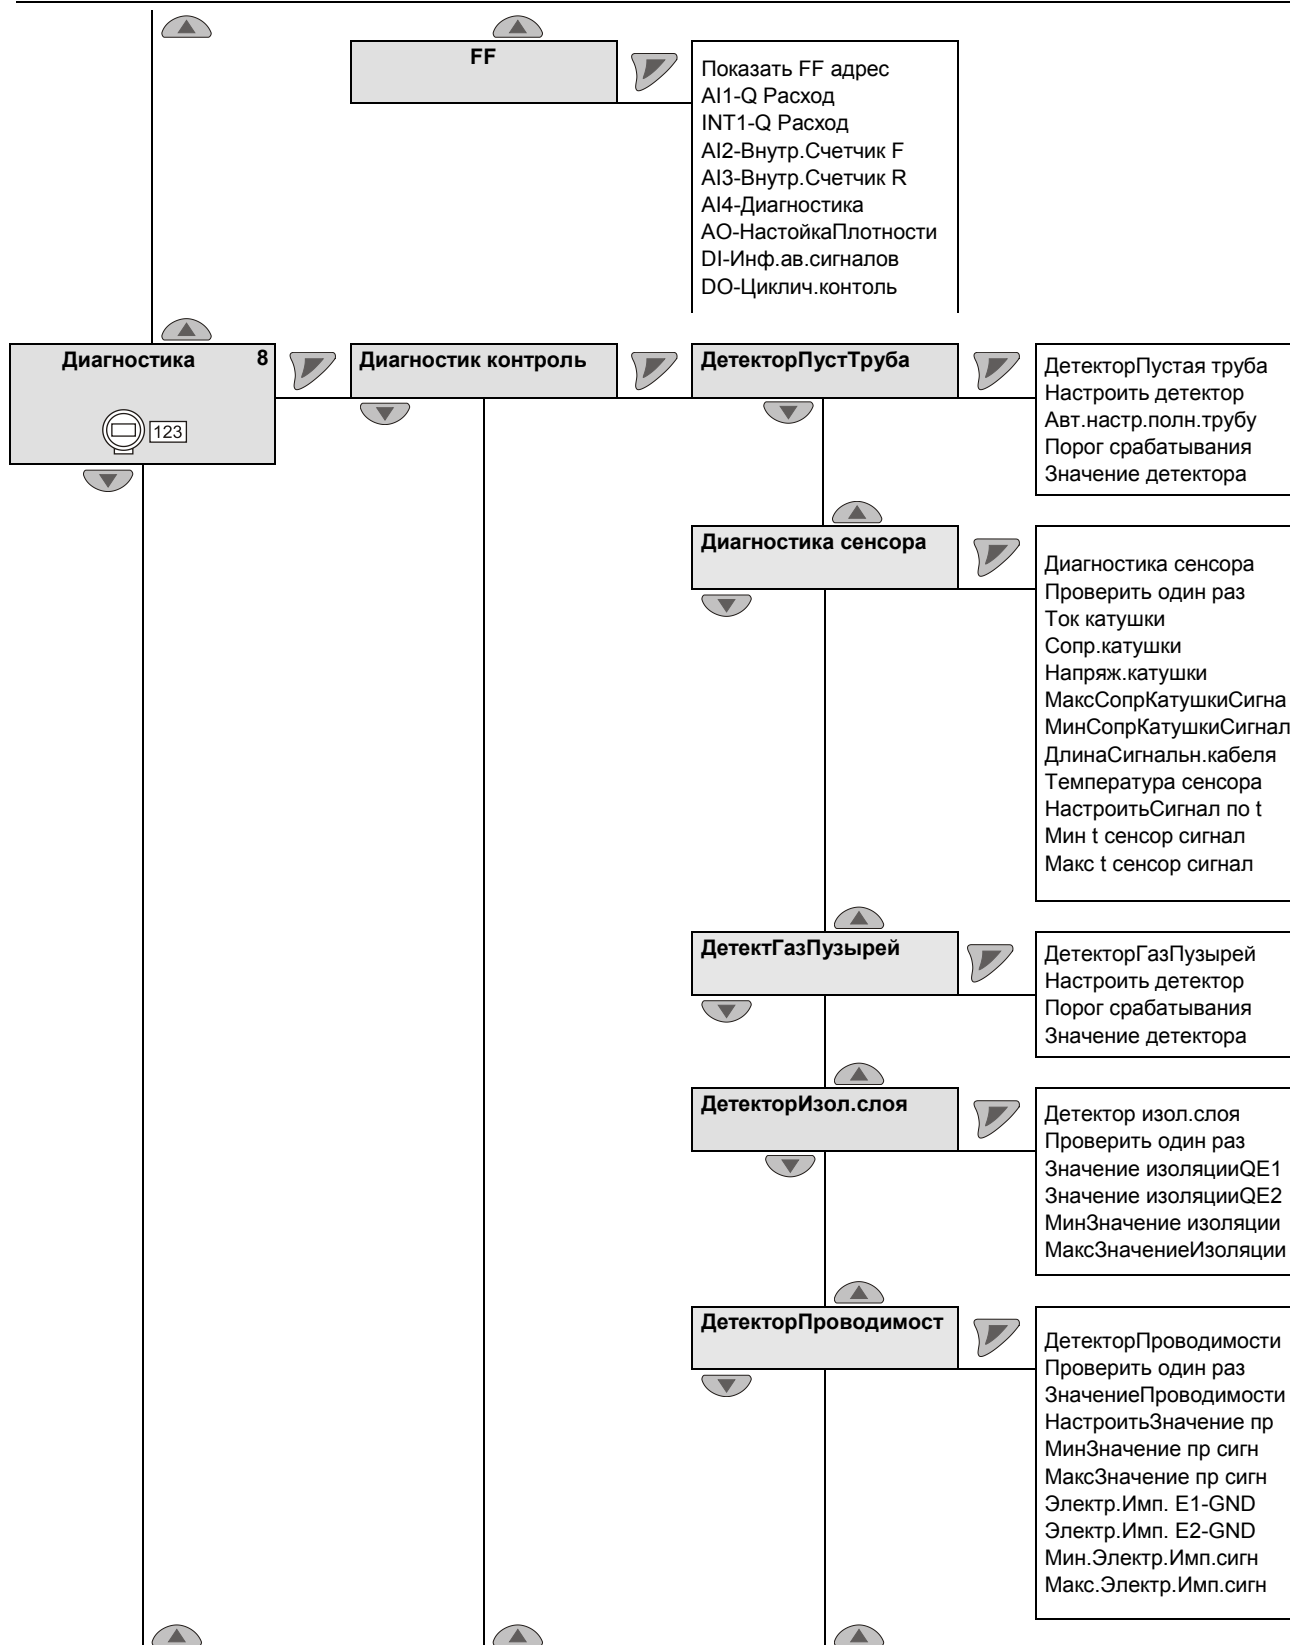 FF
Показать FF адрес
AI1-Q Расход
INT1-Q Расход
AI2-Внутр.Счетчик F
AI3-Внутр.Счетчик R
AI4-Диагностика
AO-НастойкаПлотности
DI-Инф.ав.сигналов
DO-Циклич.контоль
Диагностика 8
123
Диагностик контроль
ДетекторПустТруба
ДетекторПустая труба
Настроить детектор
Авт.настр.полн.трубу
Порог срабатывания
Значение детектора
Диагностика сенсора
Диагностика сенсора
Проверить один раз
Ток катушки
Сопр.катушки
Напряж.катушки
МаксСопрКатушкиСигна
МинСопрКатушкиСигнал
ДлинаСигнальн.кабеля
Температура сенсора
НастроитьСигнал по t
Мин t сенсор сигнал
Макс t сенсор сигнал
ДетектГазПузырей
ДетекторГазПузырей
Настроить детектор
Порог срабатывания
Значение детектора
ДетекторИзол.слоя
Детектор изол.слоя
Проверить один раз
Значение изоляцииQE1
Значение изоляцииQE2
МинЗначение изоляции
МаксЗначениеИзоляции
ДетекторПроводимост
ДетекторПроводимости
Проверить один раз
ЗначениеПроводимости
НастроитьЗначение пр
МинЗначение пр сигн
МаксЗначение пр сигн
Электр.Имп. E1-GND
Электр.Имп. E2-GND
Мин.Электр.Имп.сигн
Макс.Электр.Имп.сигн